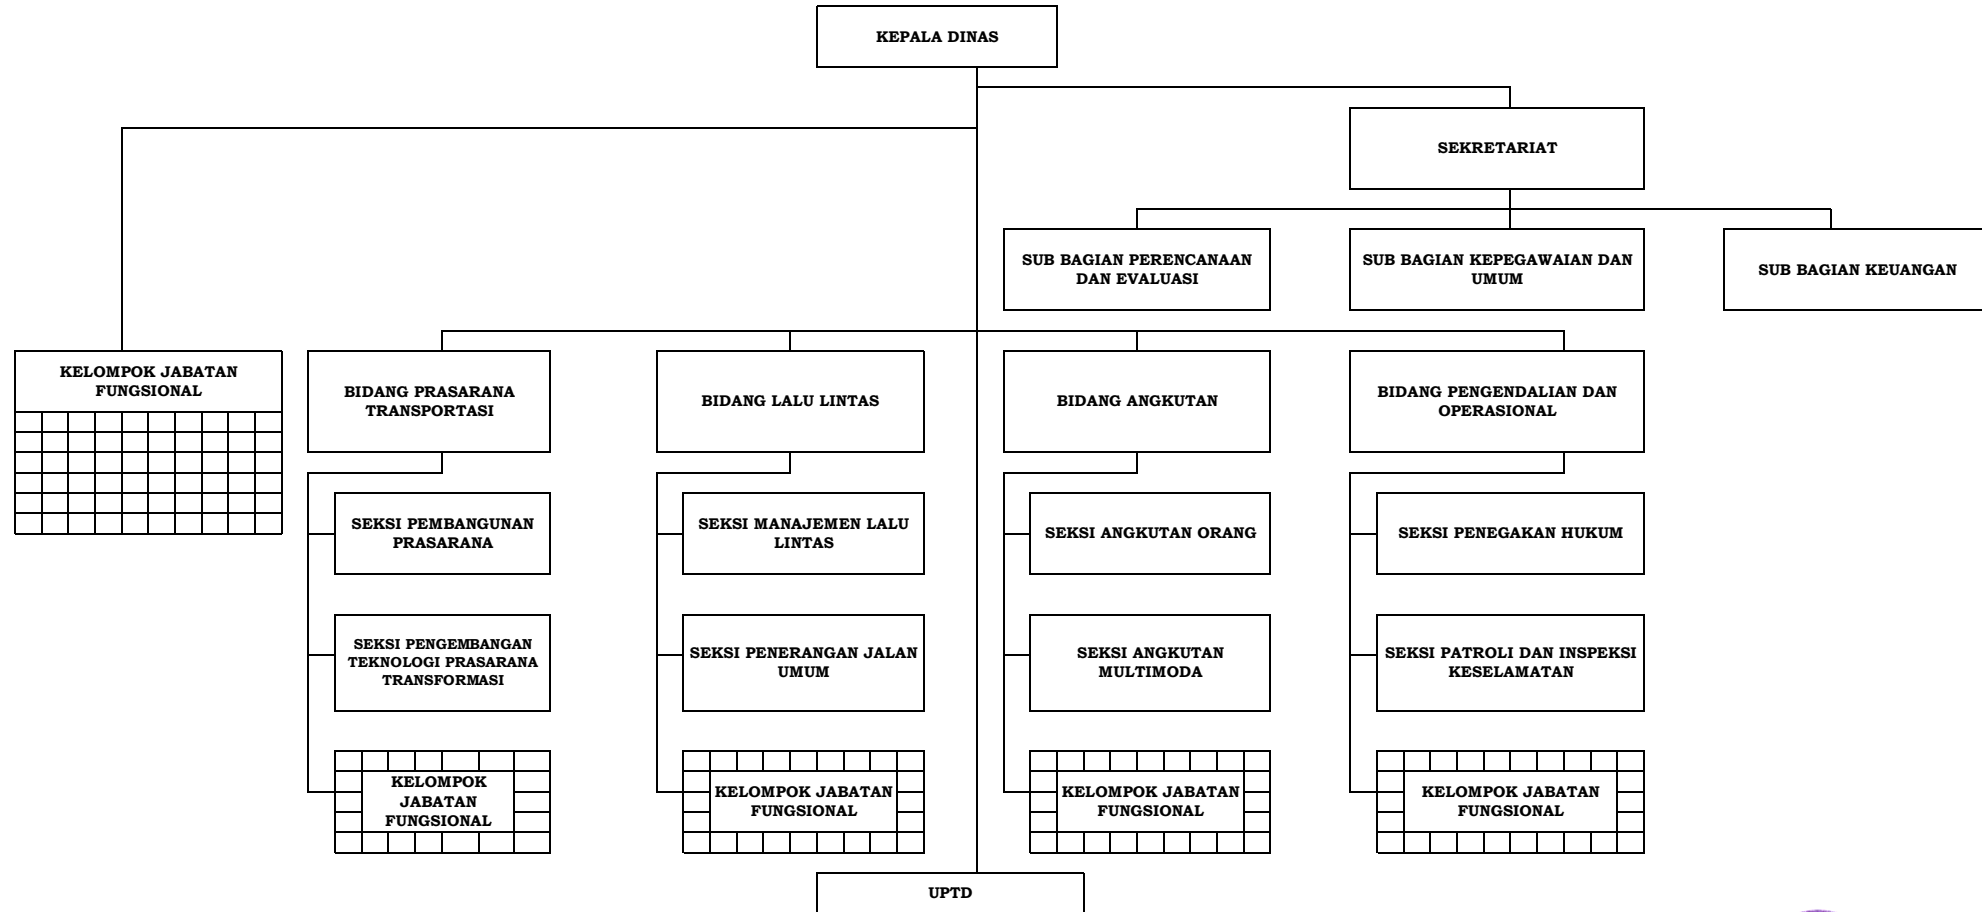 KEPALA DINAS
SEKRETARIAT
SUB BAGIAN PERENCANAAN
DAN EVALUASI
SUB BAGIAN KEPEGAWAIAN DAN
UMUM
SUB BAGIAN KEUANGAN
KELOMPOK JABATAN
FUNGSIONAL
BIDANG PRASARANA
TRANSPORTASI
BIDANG LALU LINTAS
BIDANG ANGKUTAN
BIDANG PENGENDALIAN DAN
OPERASIONAL
SEKSI PEMBANGUNAN
PRASARANA
SEKSI MANAJEMEN LALU
LINTAS
SEKSI ANGKUTAN ORANG
SEKSI PENEGAKAN HUKUM
SEKSI PENGEMBANGAN
TEKNOLOGI PRASARANA
TRANSFORMASI
SEKSI PENERANGAN JALAN
UMUM
SEKSI ANGKUTAN
MULTIMODA
SEKSI PATROLI DAN INSPEKSI
KESELAMATAN
KELOMPOK
JABATAN
FUNGSIONAL
KELOMPOK JABATAN
FUNGSIONAL
KELOMPOK JABATAN
FUNGSIONAL
KELOMPOK JABATAN
FUNGSIONAL
UPTD